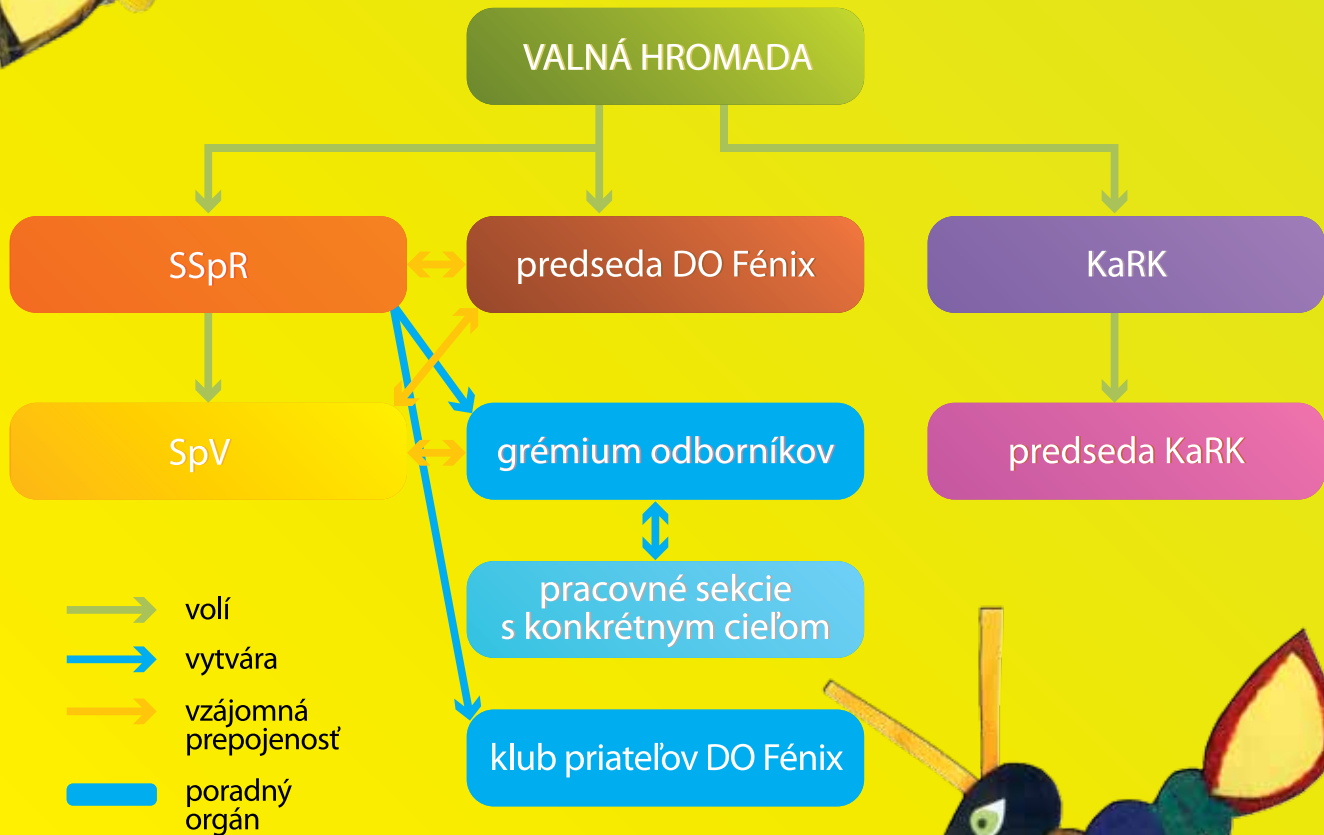 VALNÁ HROMADA
SSpR
predseda DO Fénix
KaRK
SpV
grémium odborníkov
predseda KaRK
pracovné sekcie
s konkrétnym cieľom
klub priateľov DO Fénix
volí
vytvára
vzájomná
prepojenosť
poradný
orgán